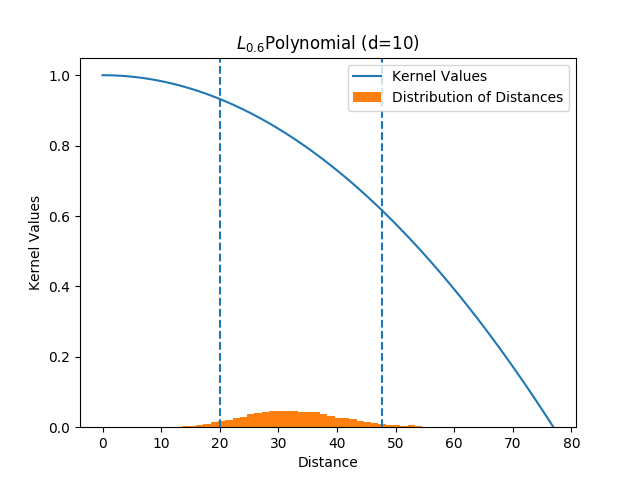 L0.6Polynomial (d=10)
Kernel Values
Distribution of Distances
Kernel Values
1.0
0.8
0.6
0.4
0.2
0.0
0 10 20 30 40 50 60 70 80
Distance